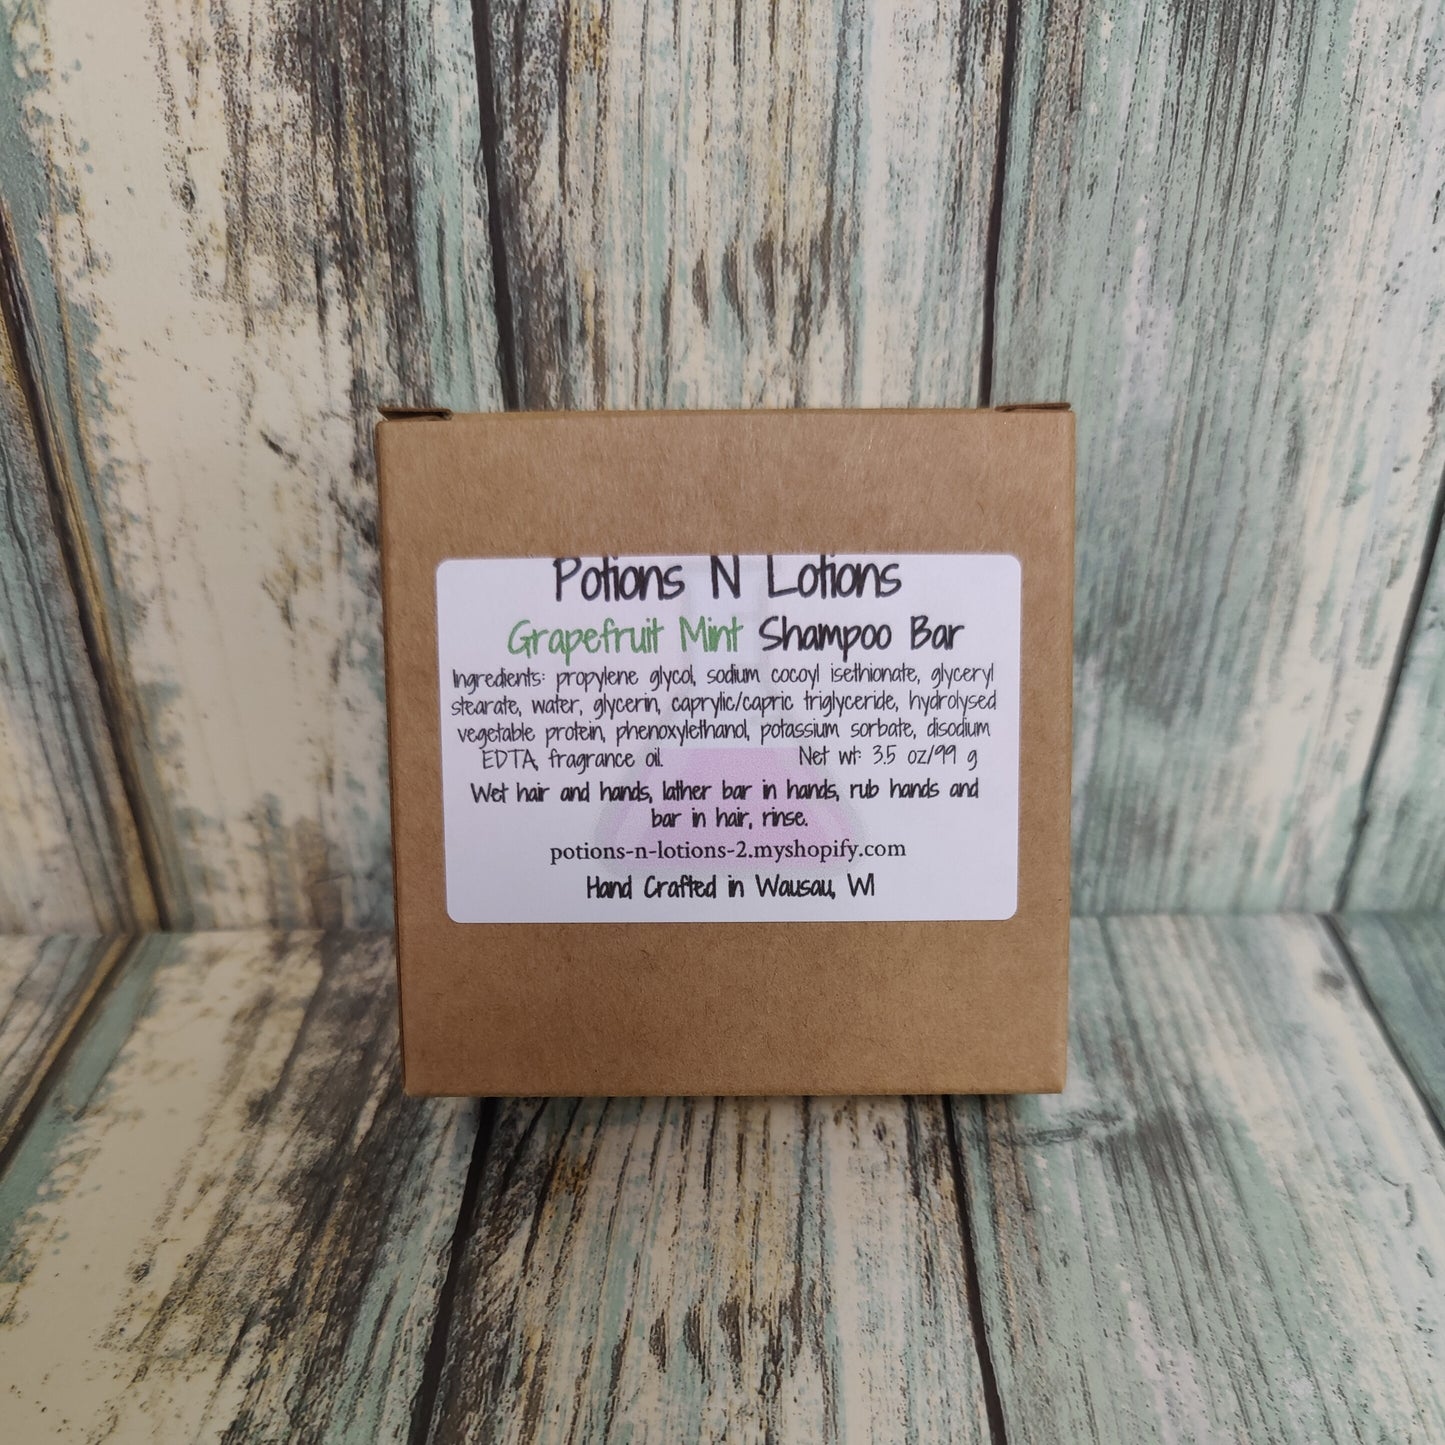 Potions N Lotions
Grapefruit Mint Shampoo Bar
Ingredients: propylene glycol, sodium cocoyl isethionate, glyceryl
stearate, water, glycerin, caprylic/capric triglyceride, hydrolysed
vegetable protein, phenoxylethanol, potassium sorbate, disodium
EDTA, fragrance oil. Net wt: 3.5 oz/99 g
Wet hair and hands, lather bar in hands, rub hands and
bar in hair, rinse.
potions-n-lotions-2.myshopify.com
Hand Crafted in Wausau, WI